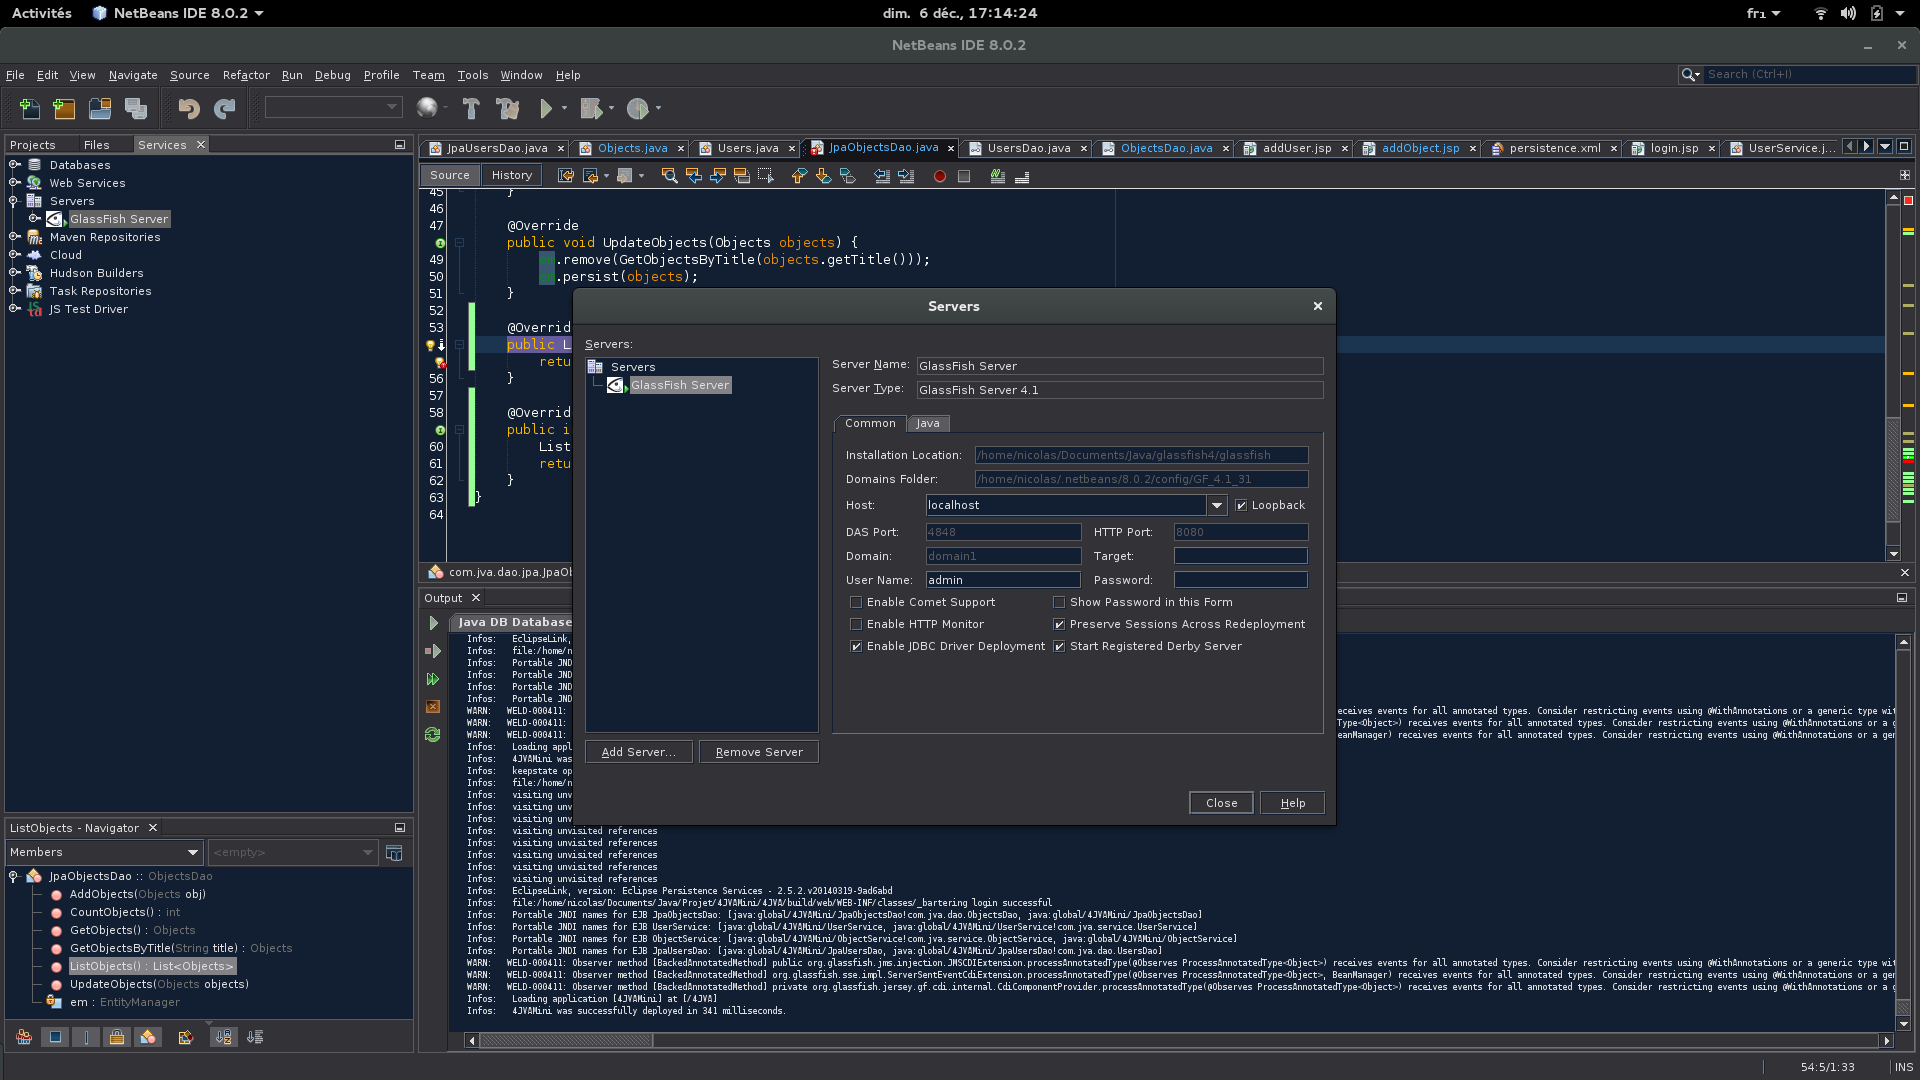 Activités
NetBeans IDE 8.0.2
dim. 6 déc., 17:14:24
fr₁
NetBeans IDE 8.0.2
File Edit View Navigate Source Refactor Run Debug Profile Team Tools Window Help
Search (Ctrl+I)
Projects Files Services
Databases
Web Services
Servers
GlassFish Server
Maven Repositories
Cloud
Hudson Builders
Task Repositories
JS Test Driver
JpaUsersDao.java Objects.java Users.java JpaObjectsDao.java UsersDao.java ObjectsDao.java addUser.jsp addObject.jsp persistence.xml login.jsp UserService.j...
Source History
45 }
46
47 @Override
public void UpdateObjects(Objects objects) {
49 .remove(GetObjectsByTitle(objects.getTitle()));
50 .persist(objects);
51 }
52
53 @Overrid
public L
retu
56 }
57
58 @Overrid
public i
60 List
61 retu
62 }
63 }
64
com.jva.dao.jpa.JpaOb
Servers
Servers:
Servers
GlassFish Server
Add Server... Remove Server
Server Name: GlassFish Server
Server Type: GlassFish Server 4.1
Common Java
Installation Location: /home/nicolas/Documents/Java/glassfish4/glassfish
Domains Folder: /home/nicolas/.netbeans/8.0.2/config/GF_4.1_31
Host: localhost Loopback
DAS Port: 4848 HTTP Port: 8080
Domain: domain1 Target:
User Name: admin Password:
Enable Comet Support Show Password in this Form
Enable HTTP Monitor Preserve Sessions Across Redeployment
Enable JDBC Driver Deployment Start Registered Derby Server
Close Help
Output
Java DB Database
Infos: EclipseLink,
Infos: file:/home/n
Infos: Portable JND
Infos: Portable JND
Infos: Portable JND
Infos: Portable JND
WARN: WELD-000411: eceives events for all annotated types. Consider restricting events using @WithAnnotations or a generic type wit
WARN: WELD-000411: Type<Object>) receives events for all annotated types. Consider restricting events using @WithAnnotations or a g
WARN: WELD-000411: eanManager) receives events for all annotated types. Consider restricting events using @WithAnnotations or a gen
Infos: Loading appl
Infos: 4JVAMini was
Infos: keepstate op
Infos: file:/home/n
Infos: visiting unv
Infos: visiting unv
Infos: visiting unv
Infos: visiting unvisited references
Infos: visiting unvisited references
Infos: visiting unvisited references
Infos: visiting unvisited references
Infos: visiting unvisited references
Infos: EclipseLink, version: Eclipse Persistence Services - 2.5.2.v20140319-9ad6abd
Infos: file:/home/nicolas/Documents/Java/Projet/4JVAMini/4JVA/build/web/WEB-INF/classes/_bartering login successful
Infos: Portable JNDI names for EJB JpaObjectsDao: [java:global/4JVAMini/JpaObjectsDao!com.jva.dao.ObjectsDao, java:global/4JVAMini/JpaObjectsDao]
Infos: Portable JNDI names for EJB UserService: [java:global/4JVAMini/UserService, java:global/4JVAMini/UserService!com.jva.service.UserService]
Infos: Portable JNDI names for EJB ObjectService: [java:global/4JVAMini/ObjectService!com.jva.service.ObjectService, java:global/4JVAMini/ObjectService]
Infos: Portable JNDI names for EJB JpaUsersDao: [java:global/4JVAMini/JpaUsersDao, java:global/4JVAMini/JpaUsersDao!com.jva.dao.UsersDao]
WARN: WELD-000411: Observer method [BackedAnnotatedMethod] public org.glassfish.jms.injection.JMSCDIExtension.processAnnotatedType(@Observes ProcessAnnotatedType<Object>) receives events for all annotated types. Consider restricting events using @WithAnnotations or a generic type wit
WARN: WELD-000411: Observer method [BackedAnnotatedMethod] org.glassfish.sse.impl.ServerSentEventCdiExtension.processAnnotatedType(@Observes ProcessAnnotatedType<Object>, BeanManager) receives events for all annotated types. Consider restricting events using @WithAnnotations or a gen
WARN: WELD-000411: Observer method [BackedAnnotatedMethod] private org.glassfish.jersey.gf.cdi.internal.CdiComponentProvider.processAnnotatedType(@Observes ProcessAnnotatedType<Object>) receives events for all annotated types. Consider restricting events using @WithAnnotations or a g
Infos: Loading application [4JVAMini] at [/4JVA]
Infos: 4JVAMini was successfully deployed in 341 milliseconds.
ListObjects - Navigator
Members <empty>
JpaObjectsDao :: ObjectsDao
AddObjects(Objects obj)
CountObjects() : int
GetObjects() : Objects
GetObjectsByTitle(String title) : Objects
ListObjects() : List<Objects>
UpdateObjects(Objects objects)
em : EntityManager
54:5/1:33 INS